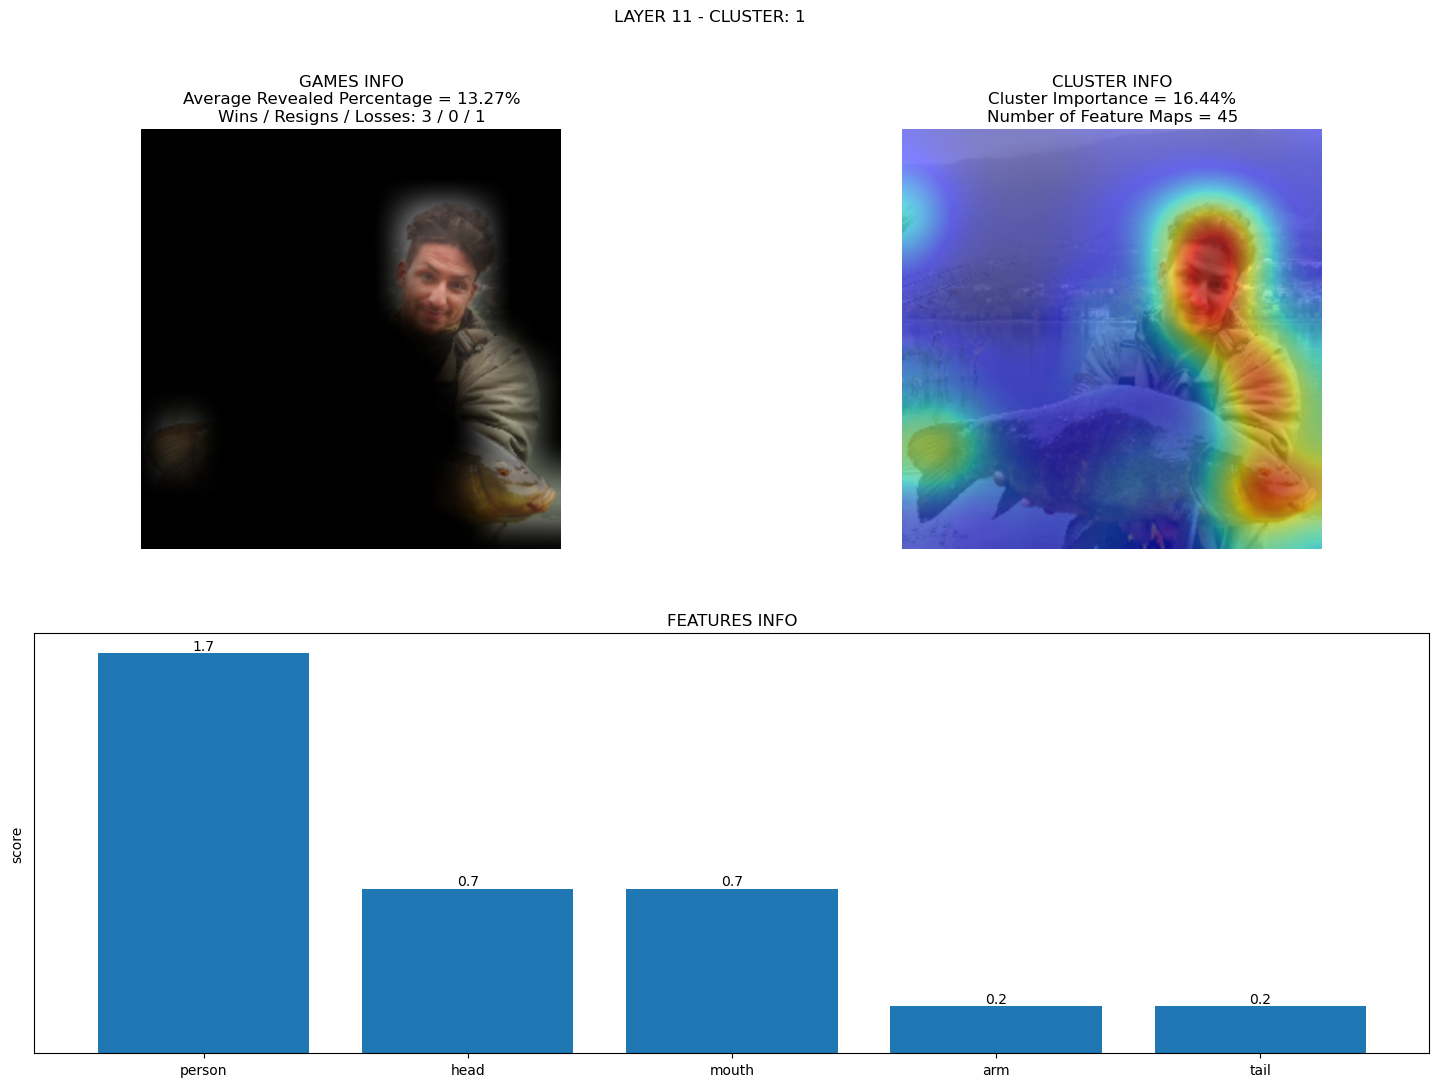 LAYER 11 - CLUSTER: 1
GAMES INFO
Average Revealed Percentage = 13.27%
Wins / Resigns / Losses: 3 / 0 / 1
CLUSTER INFO
Cluster Importance = 16.44%
Number of Feature Maps = 45
FEATURES INFO
score
1.7
0.7
0.7
0.2
0.2
person
head
mouth
arm
tail